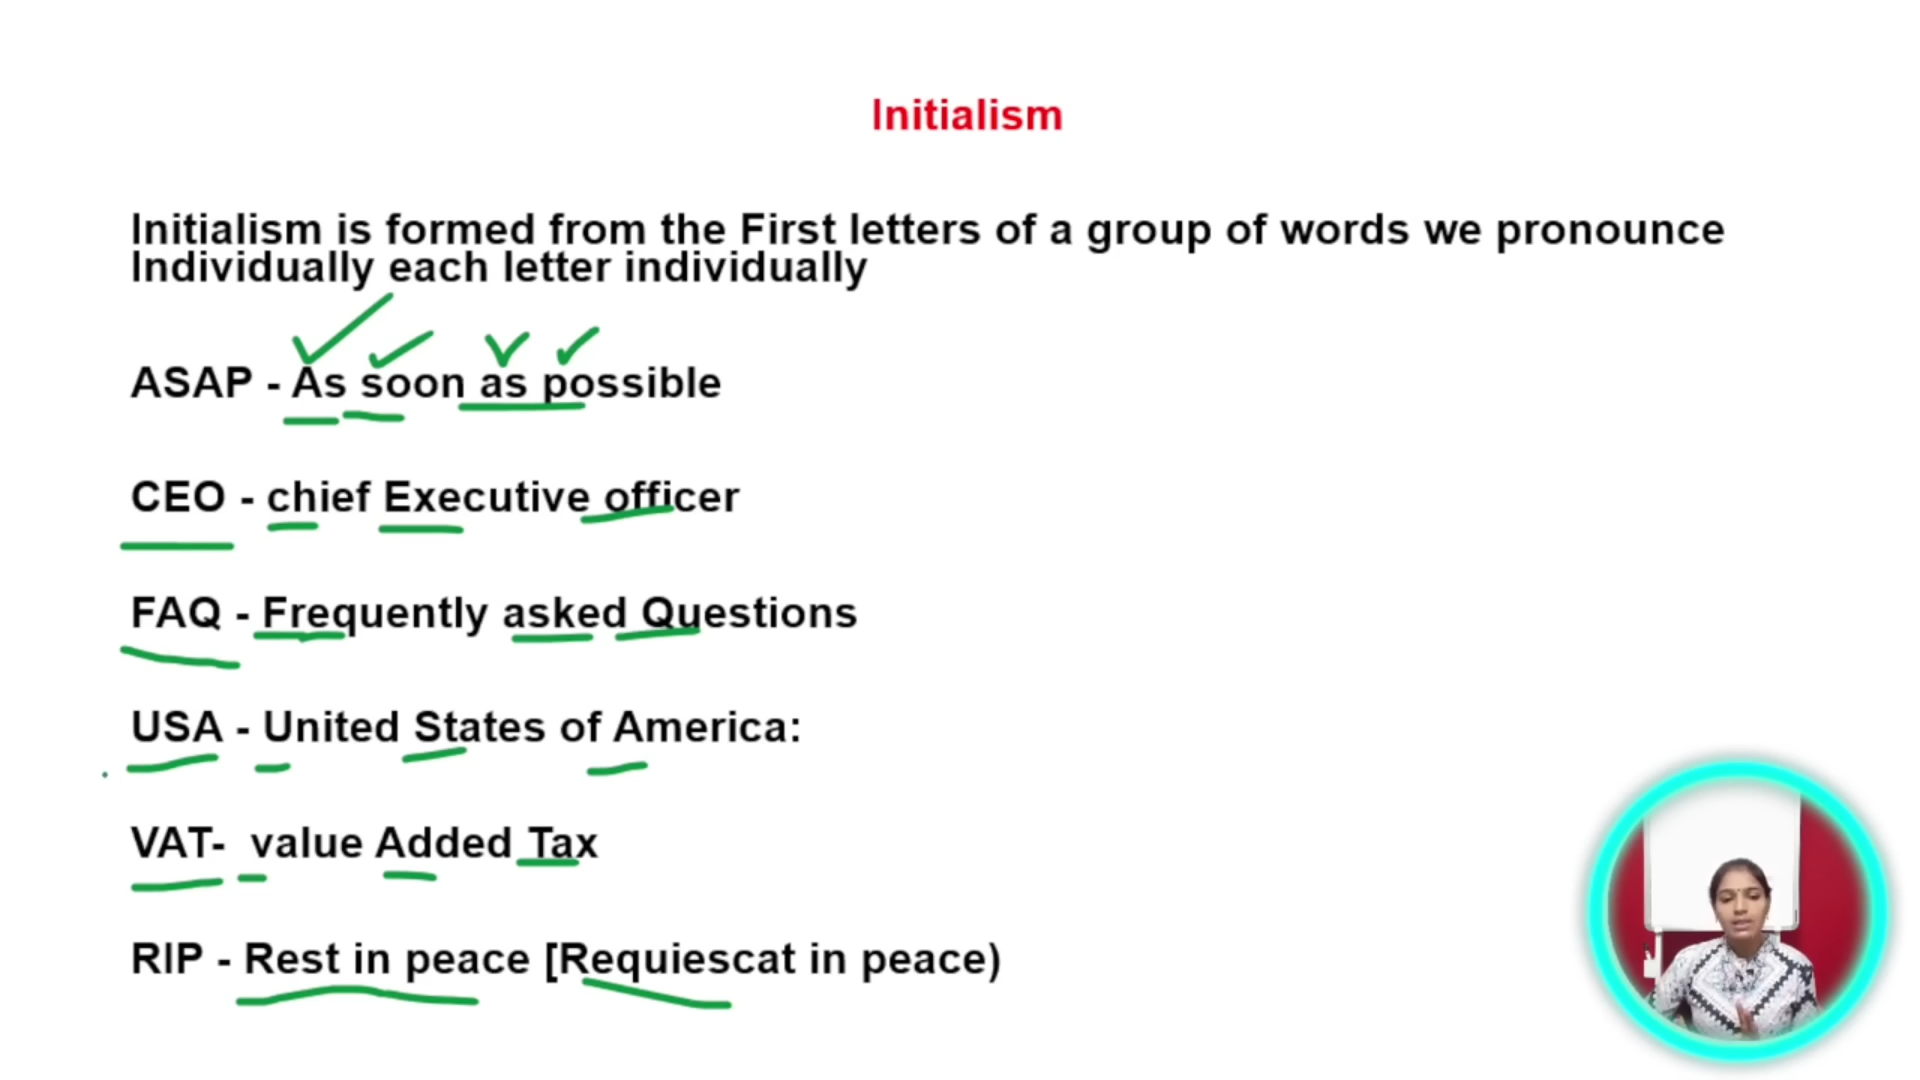 Initialism
Initialism is formed from the First letters of a group of words we pronounce
Individually each letter individually
ASAP - As soon as possible
CEO - chief Executive officer
FAQ - Frequently asked Questions
USA - United States of America:
VAT- value Added Tax
RIP - Rest in peace [Requiescat in peace)